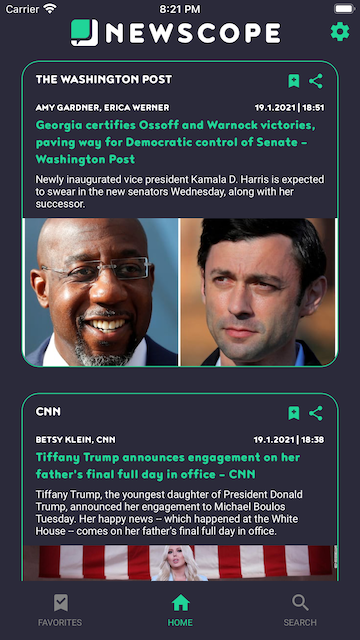 Carrier 8:21 PM
NEWSCOPE
THE WASHINGTON POST
AMY GARDNER, ERICA WERNER 19.1.2021 | 18:51
Georgia certifies Ossoff and Warnock victories,
paving way for Democratic control of Senate -
Washington Post
Newly inaugurated vice president Kamala D. Harris is expected
to swear in the new senators Wednesday, along with her
successor.
CNN
BETSY KLEIN, CNN 19.1.2021 | 18:38
Tiffany Trump announces engagement on her
father's final full day in office - CNN
Tiffany Trump, the youngest daughter of President Donald
Trump, announced her engagement to Michael Boulos
Tuesday. Her happy news -- which happened at the White
House -- comes on her father's final full day in office.
FAVORITES HOME SEARCH